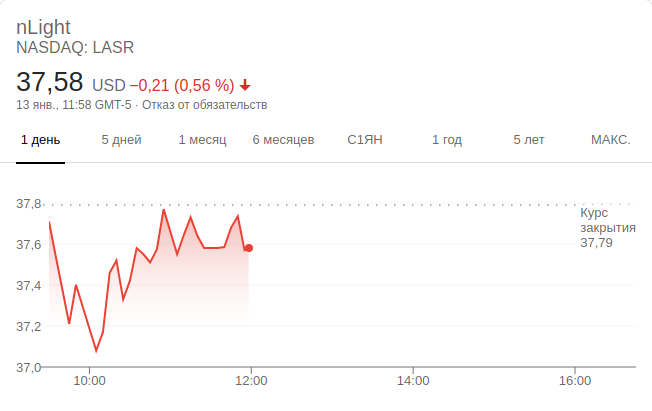 nLight
NASDAQ: LASR
37,58 USD −0,21 (0,56 %)
13 янв., 11:58 GMT-5 · Отказ от обязательств
1 день 5 дней 1 месяц 6 месяцев С1ЯН 1 год 5 лет МАКС.
37,8
Курс
закрытия
37,79
37,6
37,4
37,2
37,0
10:00 12:00 14:00 16:00